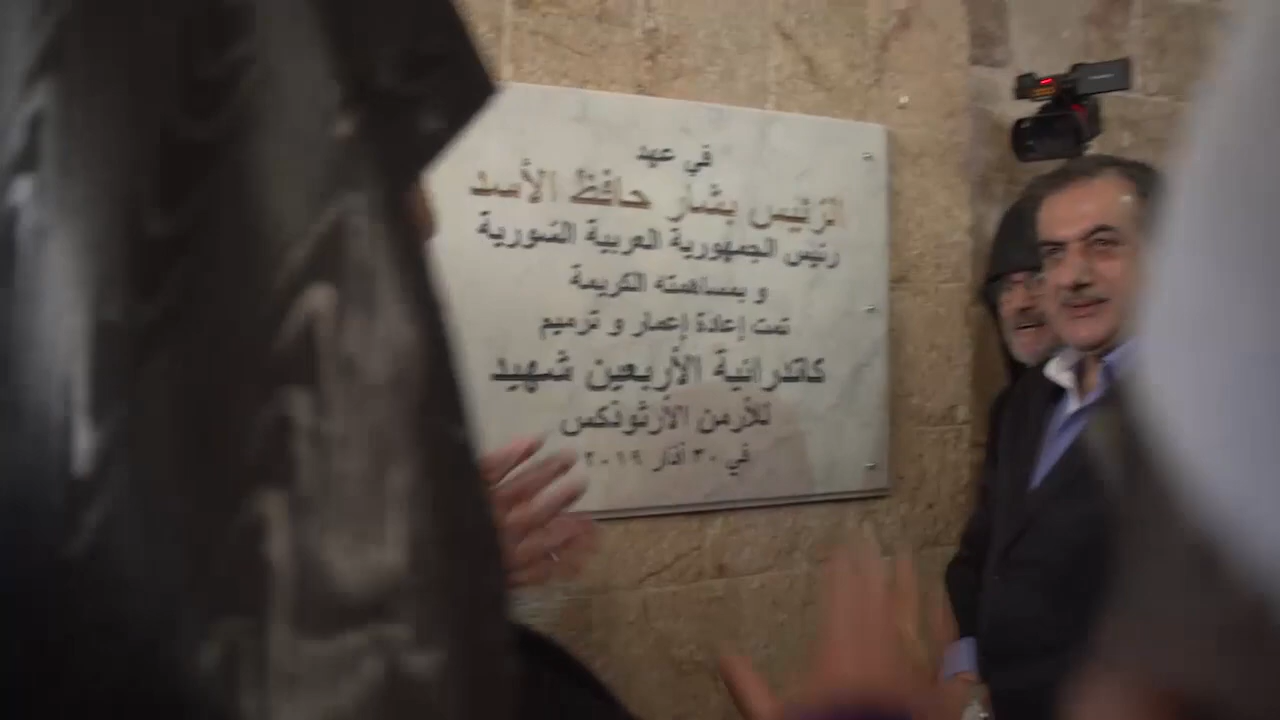 في عهد
الرئيس بشار حافظ الأسد
رئيس الجمهورية العربية السورية
و بمساهمته الكريمة
تمت إعادة إعمار و ترميم
كاتدرانية الأربعين شهيد
للأرمن الأرثوذكس
في ٣٠ آذار ٢٠١٩